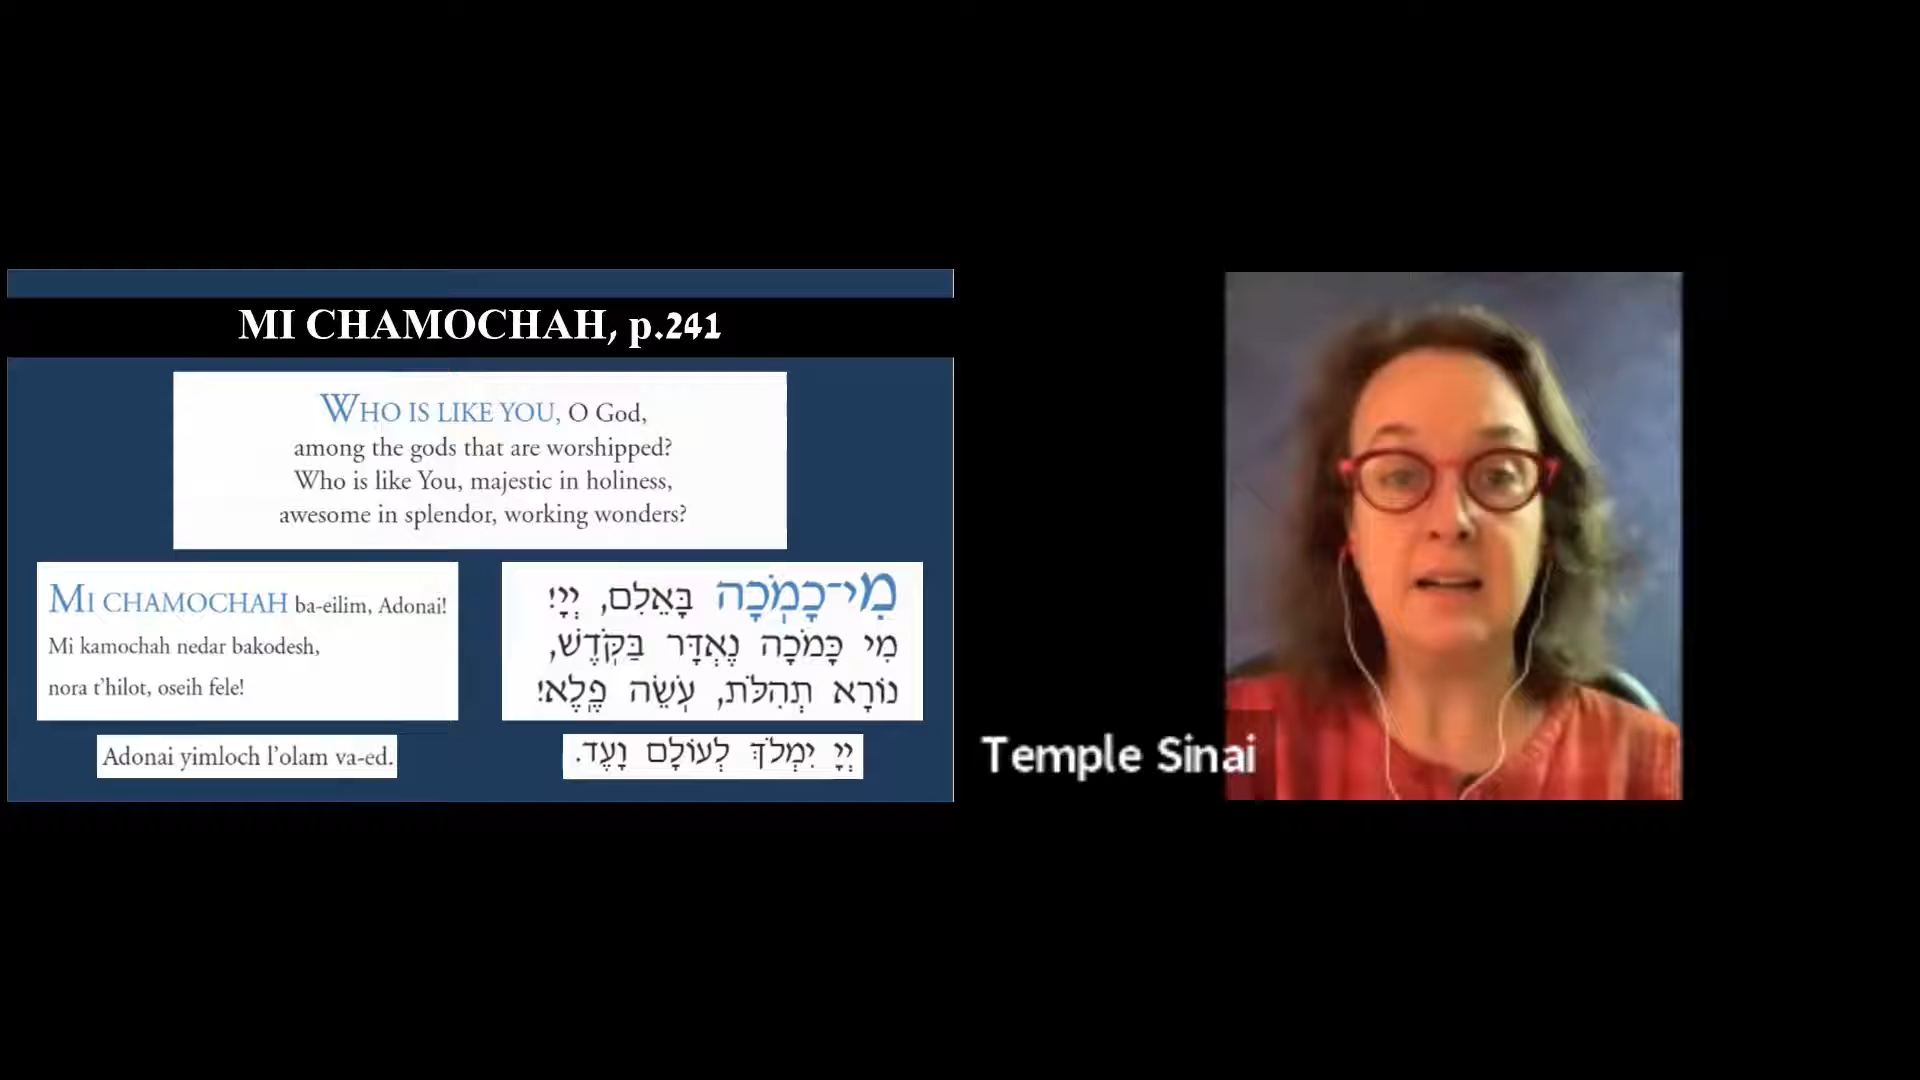 MI CHAMOCHAH, p.241
WHO IS LIKE YOU, O God,
among the gods that are worshipped?
Who is like You, majestic in holiness,
awesome in splendor, working wonders?
MI CHAMOCHAH ba-eilim, Adonai!
Mi kamochah nedar bakodesh,
nora t'hilot, oseih fele!
Adonai yimloch l'olam va-ed.
מִי־כָמֹֽכָה בָּאֵלִם, יְיָ!
מִי כָּמֹכָה נֶאְדָּר בַּקֹּֽדֶשׁ,
נוֹרָא תְהִלֹּת, עֹֽשֵׂה פֶֽלֶא!
יְיָ יִמְלֹךְ לְעוֹלָם וָעֶד.
Temple Sinai